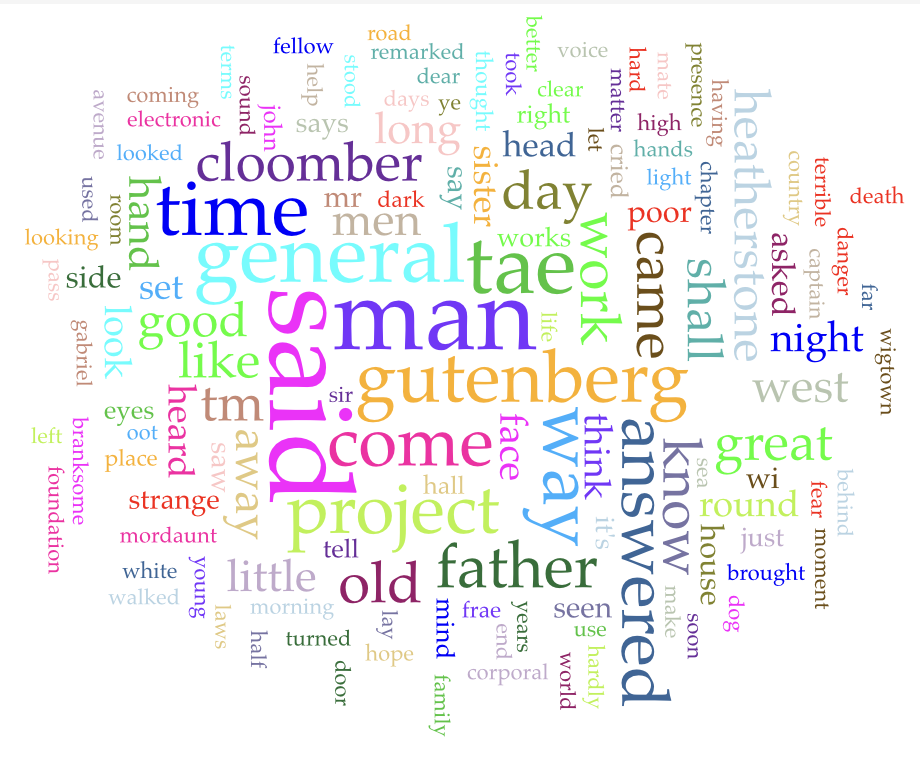 better
road
fellow
remarked
voice
terms
help
stood
dear
thought
took
hard
mate
presence
having
coming
electronic
avenue
sound
john
says
days
ye
long
clear
right
matter
high
heatherstone
looked
cloomber
say
sister
head
let
cried
hands
light
chapter
country
terrible
death
used
room
hand
time
mr
dark
men
day
poor
looking
general
tae
works
work
came
shall
asked
captain
danger
pass
side
set
far
look
good
said
man
life
night
wigtown
gabriel
like
gutenberg
west
sir
eyes
tm
heard
come
face
way
think
answered
know
great
left
branksome
oot
place
saw
away
hall
sea
wi
fear
behind
foundation
strange
project
it's
round
mordaunt
tell
house
just
moment
white
young
little
old
father
brought
walked
laws
morning
lay
mind
frae
years
seen
make
soon
dog
half
turned
hope
end
use
door
corporal
world
hardly
family